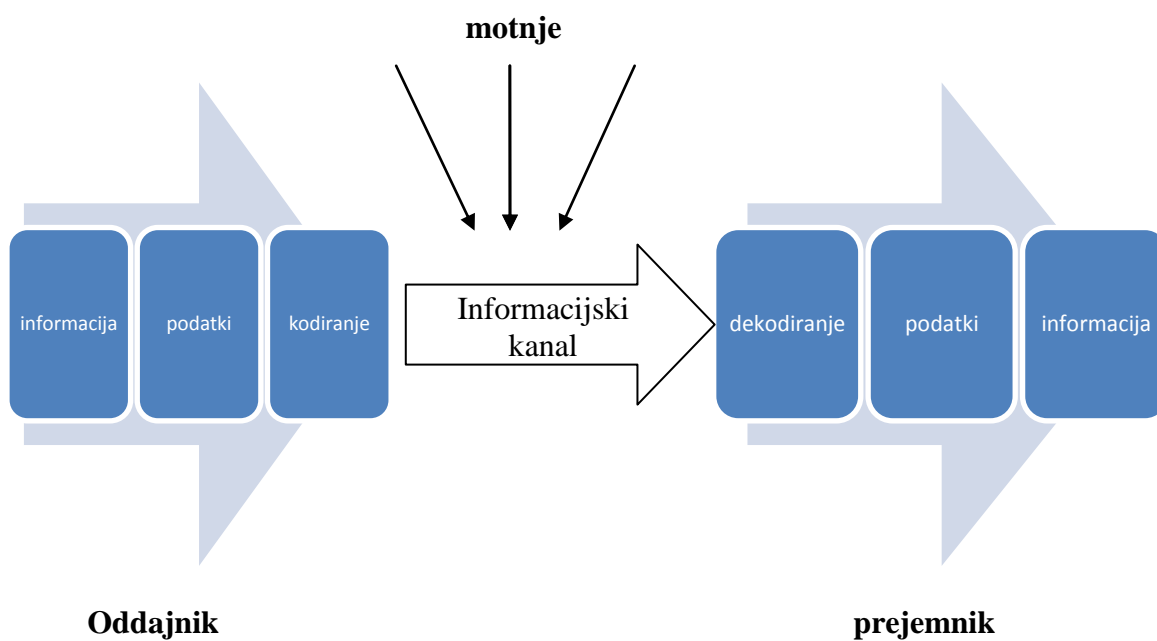 motnje
informacija
podatki
kodiranje
Informacijski
kanal
dekodiranje
podatki
informacija
Oddajnik
prejemnik